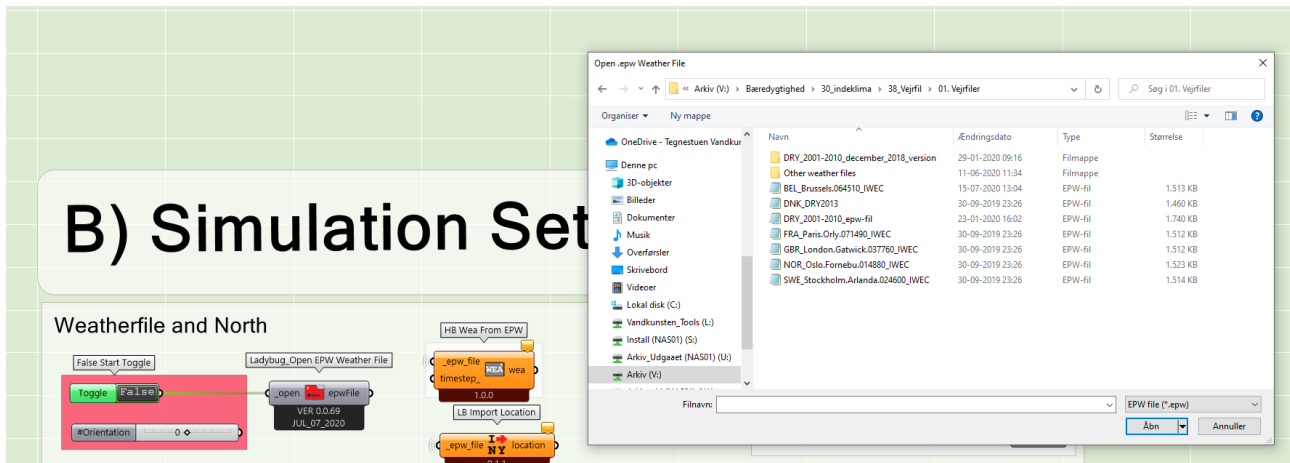 Open .epw Weather File
« Arkiv (V:) › Bæredygtighed › 30_indeklima › 38_Vejrfil › 01. Vejrfiler
Søg i 01. Vejrfiler
Organiser
Ny mappe
Navn
Ændringsdato
Type
Størrelse
OneDrive - Tegnestuen Vandkun
Denne pc
3D-objekter
Billeder
Dokumenter
Musik
Overførsler
Skrivebord
Videoer
Lokal disk (C:)
Vandkunsten_Tools (L:)
Install (NAS01) (S:)
Arkiv_Udgaaet (NAS01) (U:)
Arkiv (V:)
DRY_2001-2010_december_2018_version 29-01-2020 09:16 Filmappe
Other weather files 11-06-2020 11:34 Filmappe
BEL_Brussels.064510_IWEC 15-07-2020 13:04 EPW-fil 1.513 KB
DNK_DRY2013 30-09-2019 23:26 EPW-fil 1.460 KB
DRY_2001-2010_epw-fil 23-01-2020 16:02 EPW-fil 1.740 KB
FRA_Paris.Orly.071490_IWEC 30-09-2019 23:26 EPW-fil 1.512 KB
GBR_London.Gatwick.037760_IWEC 30-09-2019 23:26 EPW-fil 1.512 KB
NOR_Oslo.Fornebu.014880_IWEC 30-09-2019 23:26 EPW-fil 1.523 KB
SWE_Stockholm.Arlanda.024600_IWEC 30-09-2019 23:26 EPW-fil 1.514 KB
Filnavn:
EPW file (*.epw)
Åbn
Annuller
B) Simulation Set
Weatherfile and North
False Start Toggle
Toggle False
#Orientation 0
Ladybug_Open EPW Weather File
_open epwFile
VER 0.0.69
JUL_07_2020
HB Wea From EPW
_epw_file
timestep_
WEA
wea
1.0.0
LB Import Location
_epw_file
I
NY
location